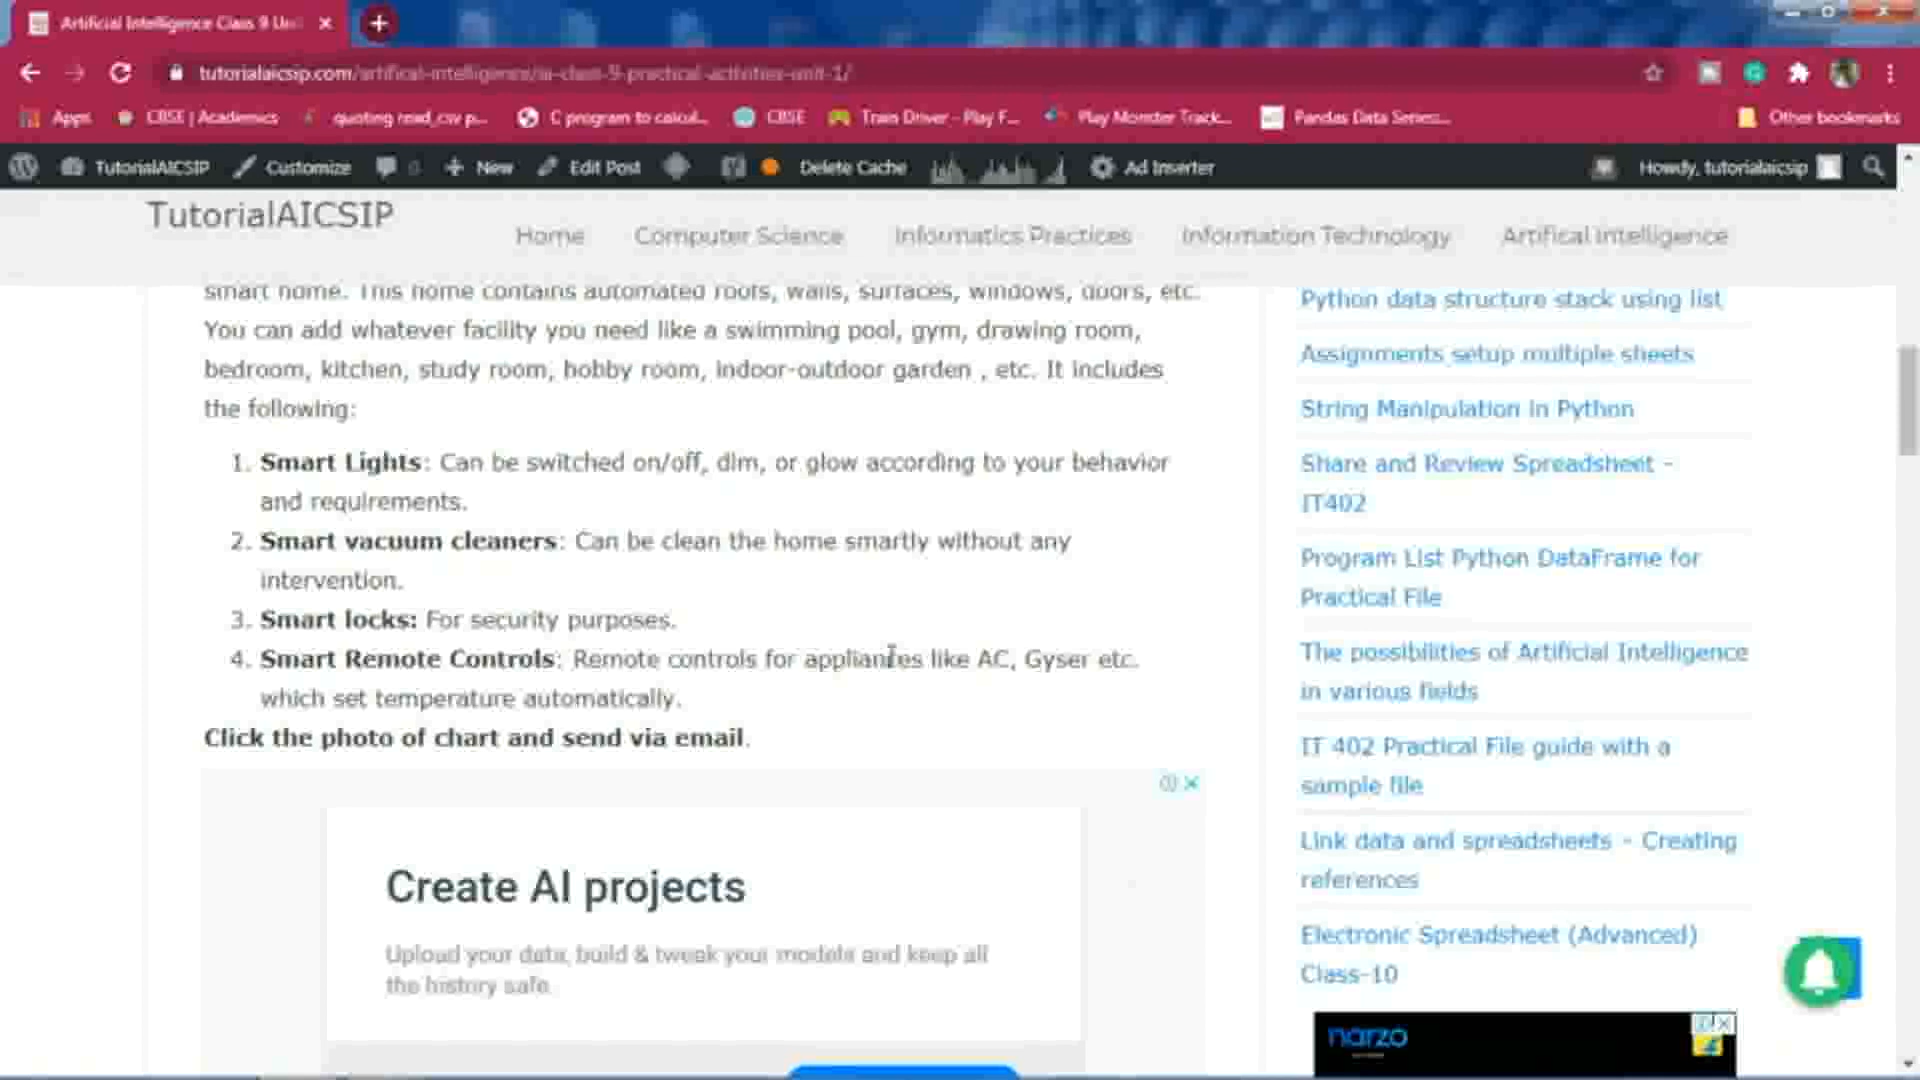 Artificial Intelligence Class 9 Uni
tutorialaicsip.com/artifical-intelligence/ai-class-9-practical-activities-unit-1/
Apps CBSE | Academics quoting read_csv p... C program to calcul... CBSE Train Driver - Play F... Play Monster Track... Pandas Data Series... Other bookmarks
TutorialAICSIP Customize 0 New Edit Post Delete Cache Ad Inserter Howdy, tutorialaicsip
TutorialAICSIP
Home Computer Science Informatics Practices Information Technology Artifical Intelligence
smart home. This home contains automated roofs, walls, surfaces, windows, doors, etc.
You can add whatever facility you need like a swimming pool, gym, drawing room,
bedroom, kitchen, study room, hobby room, indoor-outdoor garden , etc. It includes
the following:
1. Smart Lights: Can be switched on/off, dim, or glow according to your behavior
and requirements.
2. Smart vacuum cleaners: Can be clean the home smartly without any
intervention.
3. Smart locks: For security purposes.
4. Smart Remote Controls: Remote controls for appliances like AC, Gyser etc.
which set temperature automatically.
Click the photo of chart and send via email.
Create AI projects
Upload your data, build & tweak your models and keep all
the history safe.
Python data structure stack using list
Assignments setup multiple sheets
String Manipulation in Python
Share and Review Spreadsheet -
IT402
Program List Python DataFrame for
Practical File
The possibilities of Artificial Intelligence
in various fields
IT 402 Practical File guide with a
sample file
Link data and spreadsheets - Creating
references
Electronic Spreadsheet (Advanced)
Class-10
narzo